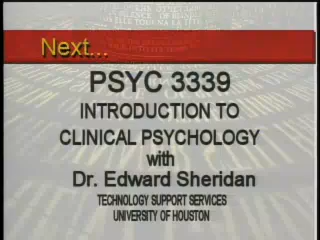 Next...
PSYC 3339
INTRODUCTION TO
CLINICAL PSYCHOLOGY
with
Dr. Edward Sheridan
TECHNOLOGY SUPPORT SERVICES
UNIVERSITY OF HOUSTON